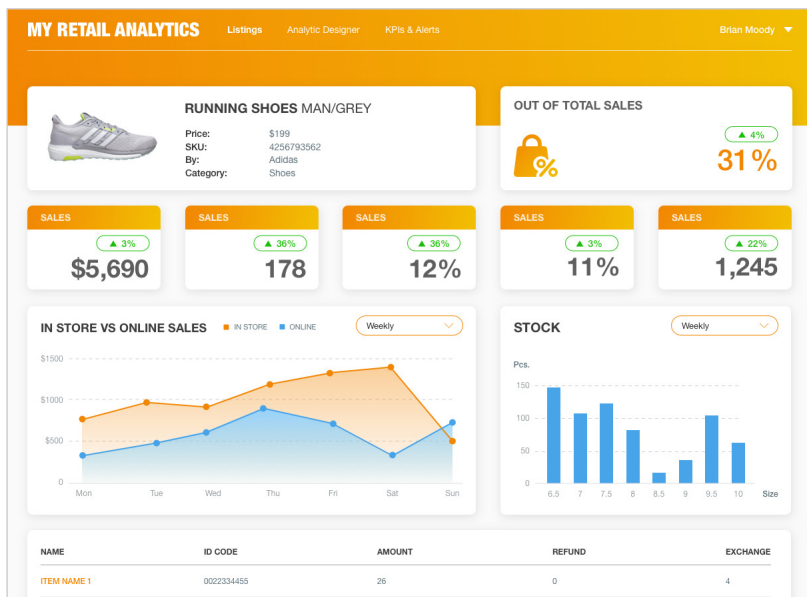 MY RETAIL ANALYTICS Listings Analytic Designer KPIs & Alerts Brian Moody
RUNNING SHOES MAN/GREY
Price: $199
SKU: 4256793562
By: Adidas
Category: Shoes
OUT OF TOTAL SALES
4%
31%
%
SALES
3%
$5,690
SALES
36%
178
SALES
36%
12%
SALES
3%
11%
SALES
22%
1,245
IN STORE VS ONLINE SALES IN STORE ONLINE Weekly
$1500
$1000
$500
0
Mon Tue Wed Thu Fri Sat Sun
STOCK Weekly
Pcs.
150
100
50
0
6.5 7 7.5 8 8.5 9 9.5 10 Size
NAME ID CODE AMOUNT REFUND EXCHANGE
ITEM NAME 1 0022334455 26 0 4